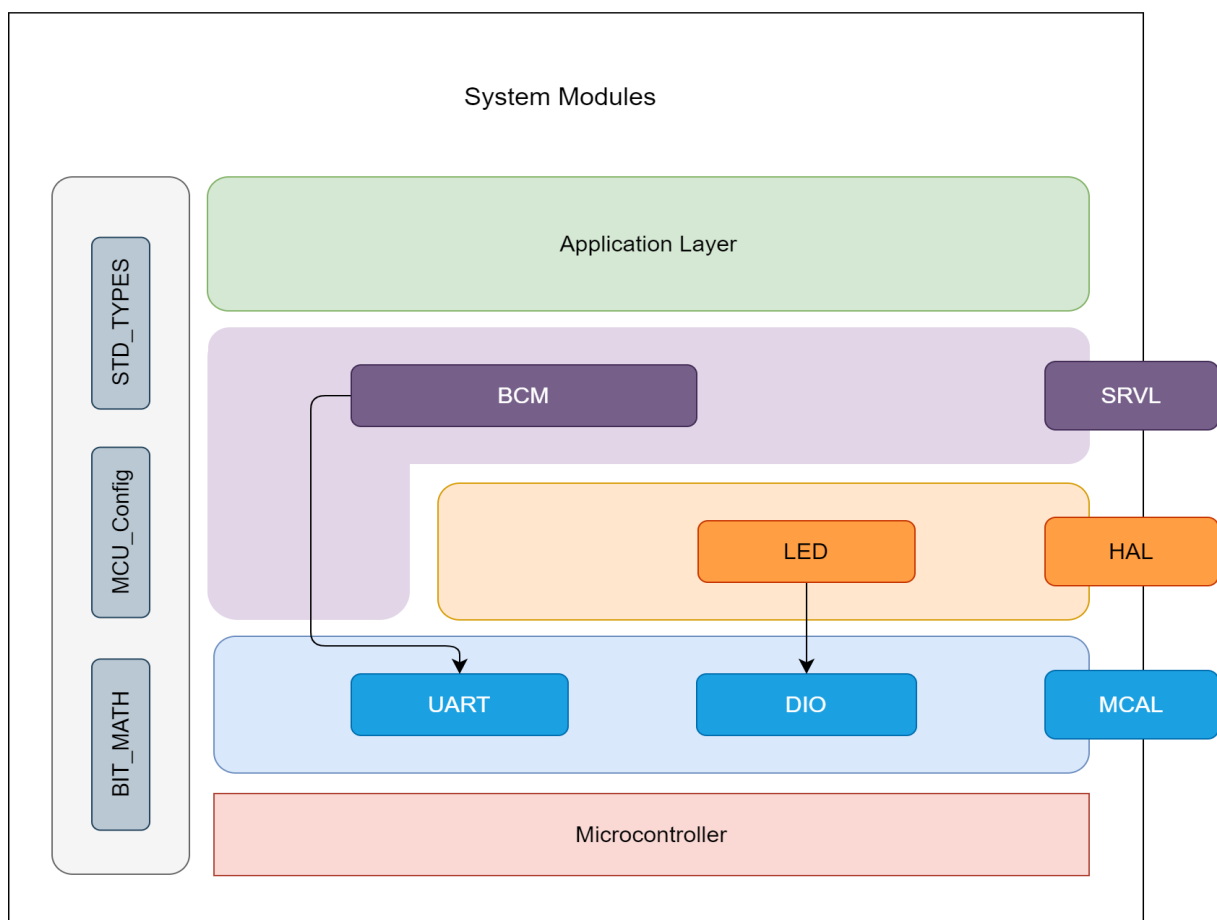 System Modules
Application Layer
STD_TYPES
BCM
SRVL
MCU_Config
LED
HAL
BIT_MATH
UART
DIO
MCAL
Microcontroller